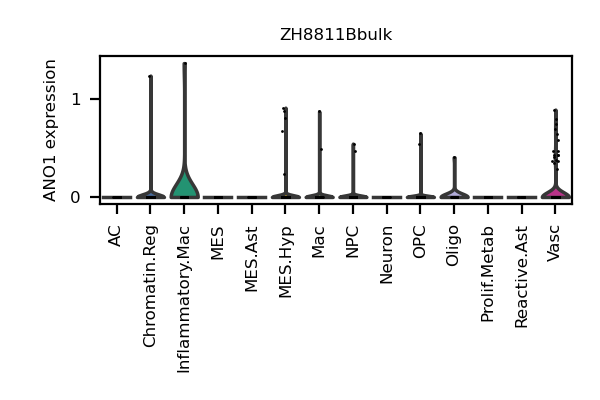 ZH8811Bbulk
ANO1 expression
1
0
AC
Chromatin.Reg
Inflammatory.Mac
MES
MES.Ast
MES.Hyp
Mac
NPC
Neuron
OPC
Oligo
Prolif.Metab
Reactive.Ast
Vasc